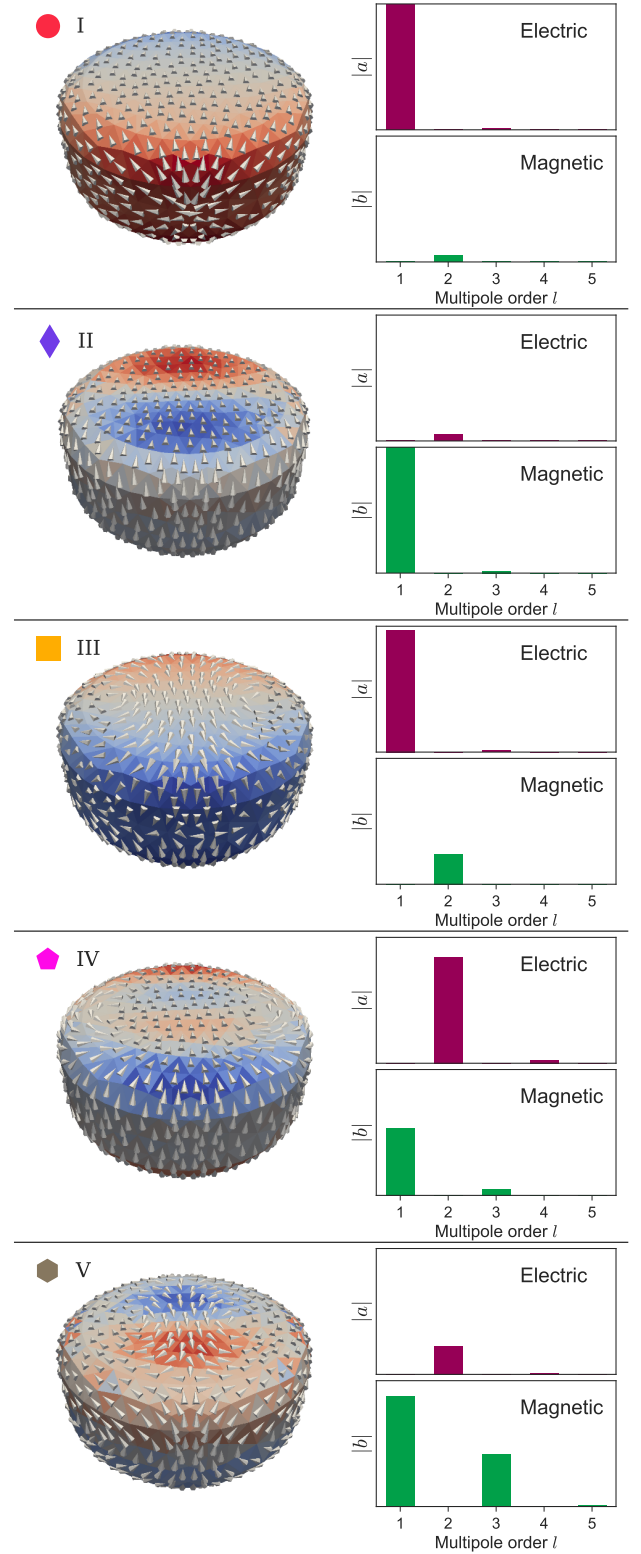 I
Electric
|a|
Magnetic
|b|
1 2 3 4 5
Multipole order l
II
Electric
|a|
Magnetic
|b|
1 2 3 4 5
Multipole order l
III
Electric
|a|
Magnetic
|b|
1 2 3 4 5
Multipole order l
IV
Electric
|a|
Magnetic
|b|
1 2 3 4 5
Multipole order l
V
Electric
|a|
Magnetic
|b|
1 2 3 4 5
Multipole order l